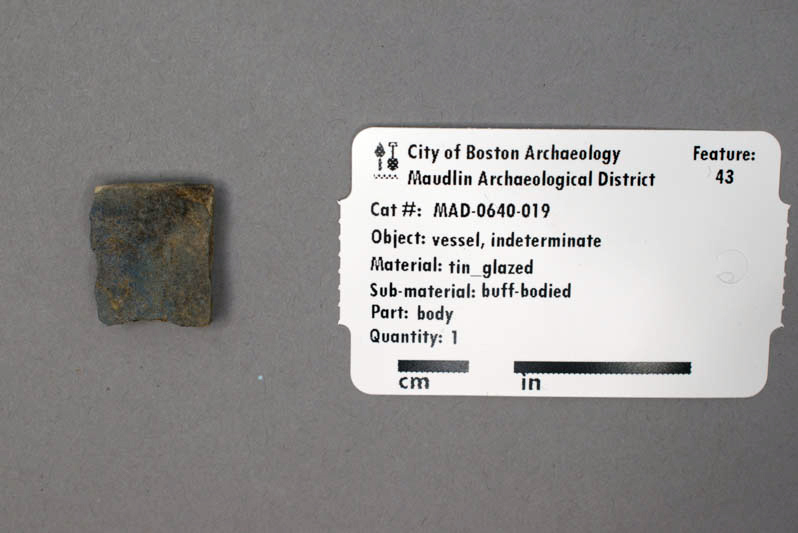 City of Boston Archaeology
Maudlin Archaeological District
Feature:
43
Cat #: MAD-0640-019
Object: vessel, indeterminate
Material: tin_glazed
Sub-material: buff-bodied
Part: body
Quantity: 1
cm in